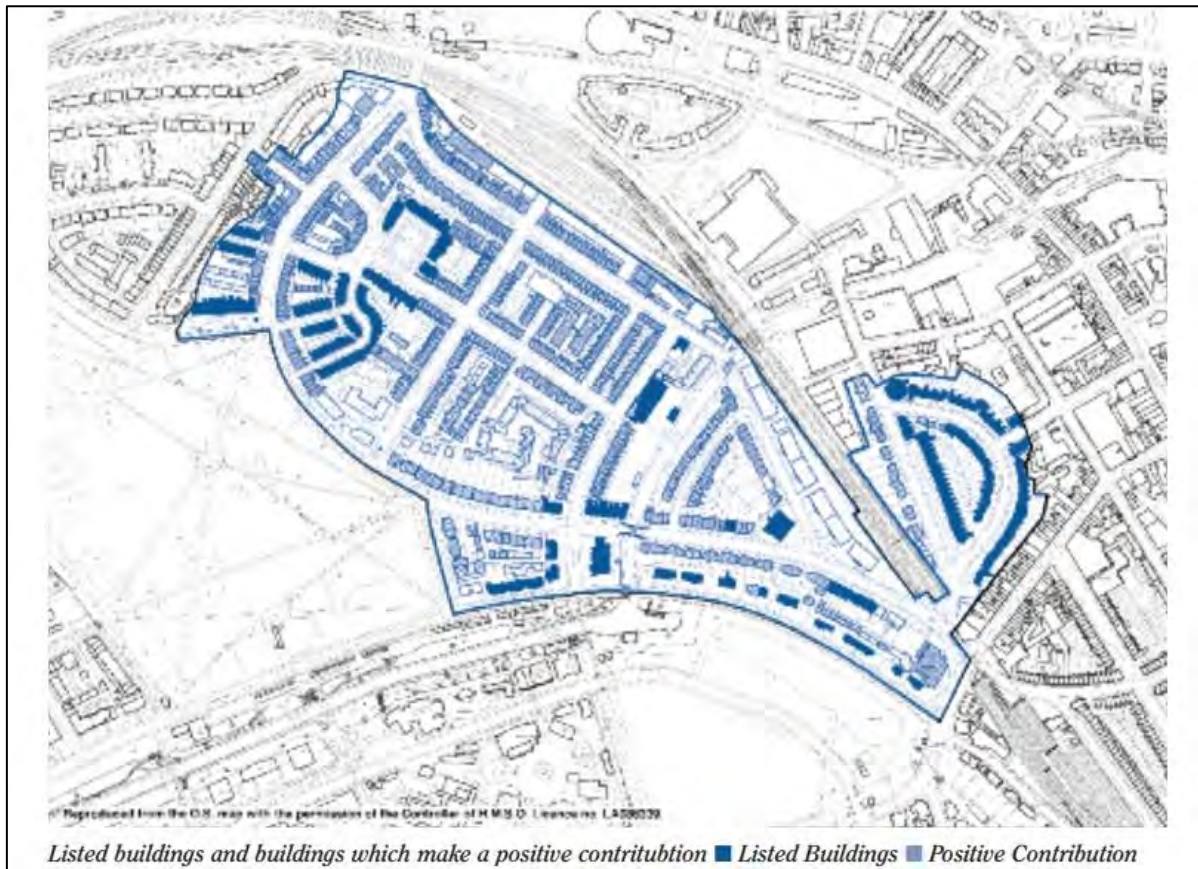 Reproduced from the O.S. map with the permission of the Controller of H.M.S.O. Licence no.
Listed buildings and buildings which make a positive contritubtion Listed Buildings Positive Contribution